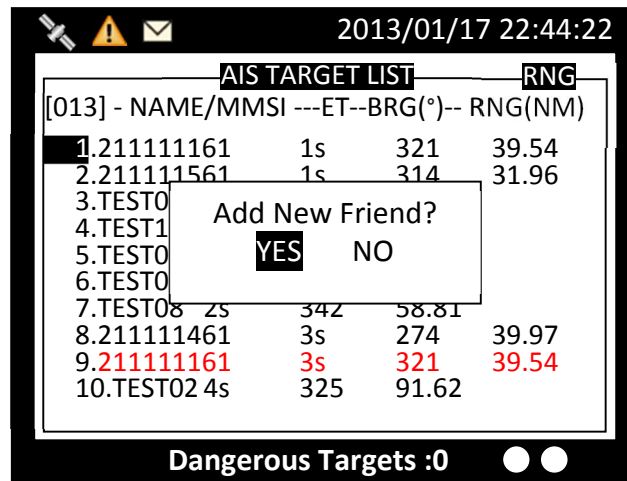 2013/01/17 22:44:22
AIS TARGET LIST RNG
[013] - NAME/MMSI ---ET--BRG(°)-- RNG(NM)
1.211111161 1s 321 39.54
2.211111561 1s 314 31.96
3.TEST0
4.TEST1
5.TEST0
6.TEST0
Add New Friend?
YES NO
7.TEST08 2s 342 58.81
8.211111461 3s 274 39.97
9.211111161 3s 321 39.54
10.TEST02 4s 325 91.62
Dangerous Targets :0